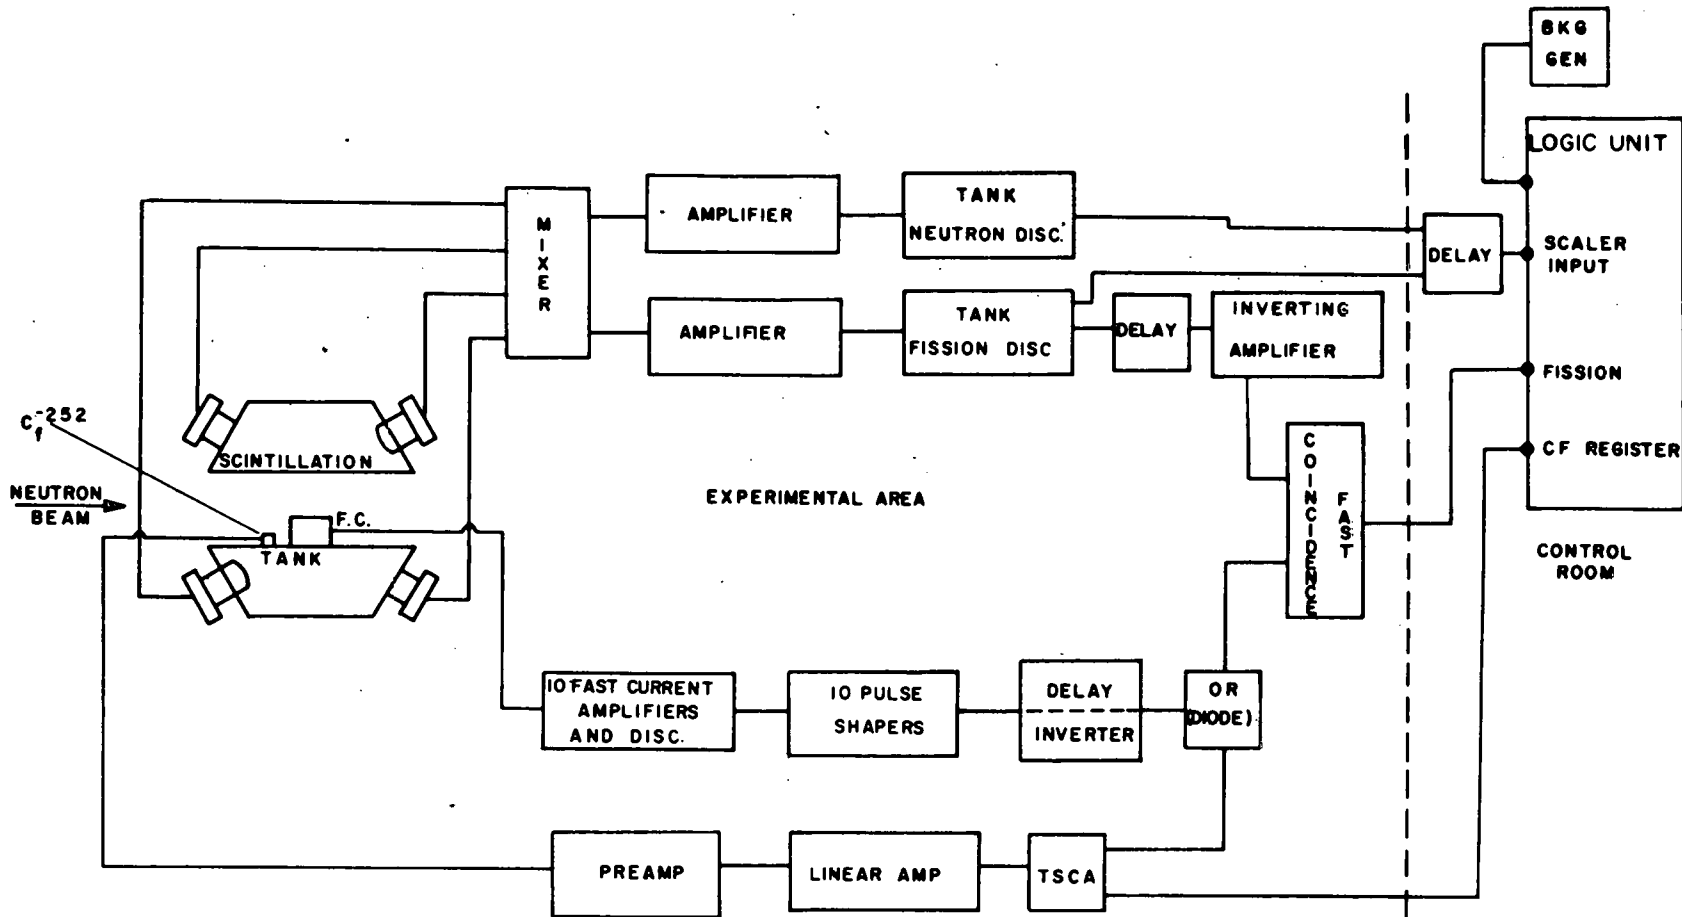 BKG
GEN
LOGIC UNIT
MIXER
AMPLIFIER
TANK
NEUTRON DISC.
DELAY
SCALER
INPUT
AMPLIFIER
TANK
FISSION DISC
DELAY
INVERTING
AMPLIFIER
FISSION
Cf-252
SCINTILLATION
COINCIDENCE
FAST
CF REGISTER
NEUTRON
BEAM
F.C.
TANK
EXPERIMENTAL AREA
CONTROL
ROOM
10 FAST CURRENT
AMPLIFIERS
AND DISC.
10 PULSE
SHAPERS
DELAY
INVERTER
OR
(DIODE)
PREAMP
LINEAR AMP
TSCA